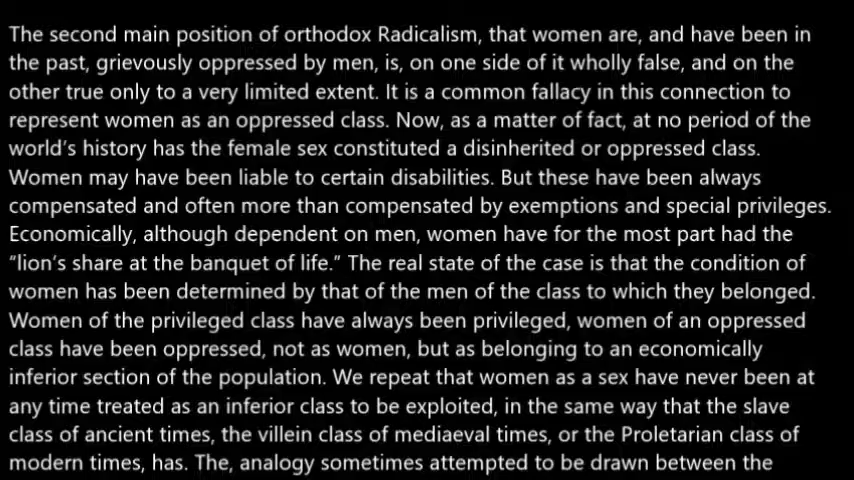 The second main position of orthodox Radicalism, that women are, and have been in
the past, grievously oppressed by men, is, on one side of it wholly false, and on the
other true only to a very limited extent. It is a common fallacy in this connection to
represent women as an oppressed class. Now, as a matter of fact, at no period of the
world's history has the female sex constituted a disinherited or oppressed class.
Women may have been liable to certain disabilities. But these have been always
compensated and often more than compensated by exemptions and special privileges.
Economically, although dependent on men, women have for the most part had the
“lion's share at the banquet of life.” The real state of the case is that the condition of
women has been determined by that of the men of the class to which they belonged.
Women of the privileged class have always been privileged, women of an oppressed
class have been oppressed, not as women, but as belonging to an economically
inferior section of the population. We repeat that women as a sex have never been at
any time treated as an inferior class to be exploited, in the same way that the slave
class of ancient times, the villein class of mediaeval times, or the Proletarian class of
modern times, has. The, analogy sometimes attempted to be drawn between the